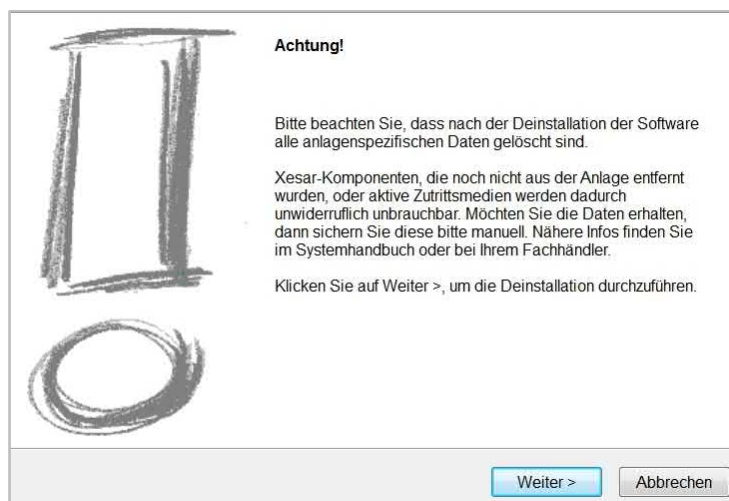 Achtung!
Bitte beachten Sie, dass nach der Deinstallation der Software
alle anlagenspezifischen Daten gelöscht sind.
Xesar-Komponenten, die noch nicht aus der Anlage entfernt
wurden, oder aktive Zutrittsmedien werden dadurch
unwiderruflich unbrauchbar. Möchten Sie die Daten erhalten,
dann sichern Sie diese bitte manuell. Nähere Infos finden Sie
im Systemhandbuch oder bei Ihrem Fachhändler.
Klicken Sie auf Weiter >, um die Deinstallation durchzuführen.
Weiter > Abbrechen